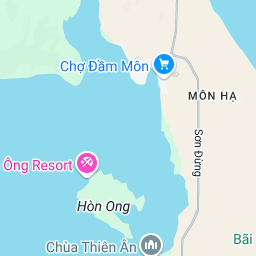 Chợ Đầm Môn
MÔN HẠ
Sơn Đừng
Ông Resort
Hòn Ong
Bãi
Chùa Thiên Ân